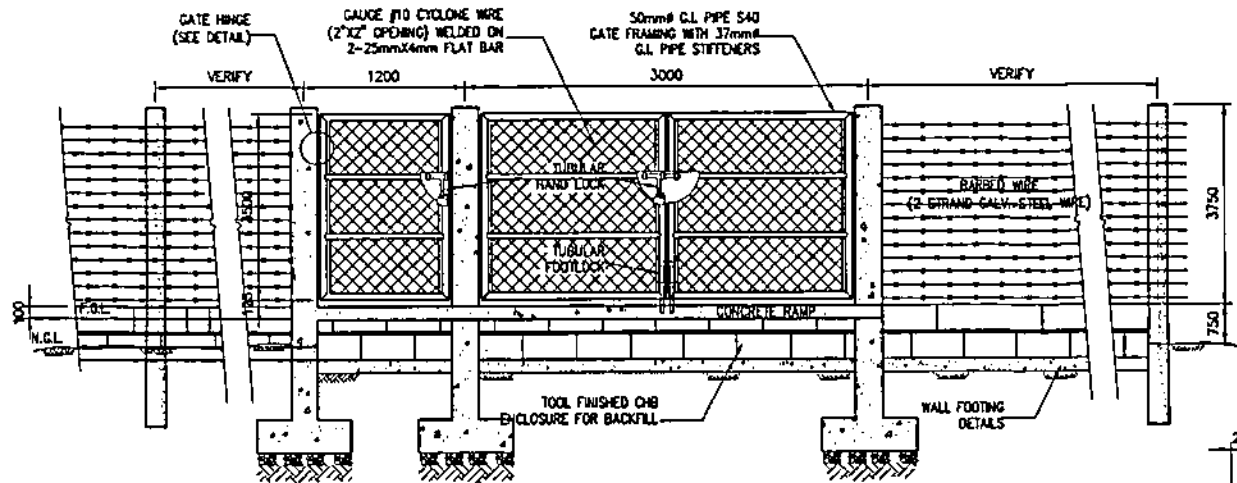 GATE HINGE
(SEE DETAIL)
GAUGE #10 CYCLONE WIRE
(2"X2" OPENING) WELDED ON
2-25mmX4mm FLAT BAR
50mmø G.I. PIPE S40
GATE FRAMING WITH 37mmø
G.I. PIPE STIFFENERS
VERIFY
1200
3000
VERIFY
TUBULAR
HAND LOCK
BARBED WIRE
(2 STRAND GALV. STEEL WIRE)
3500
3750
TUBULAR
FOOTLOCK
100
F.G.L.
CONCRETE RAMP
750
N.G.L.
TOOL FINISHED CHB
ENCLOSURE FOR BACKFILL
WALL FOOTING
DETAILS
2